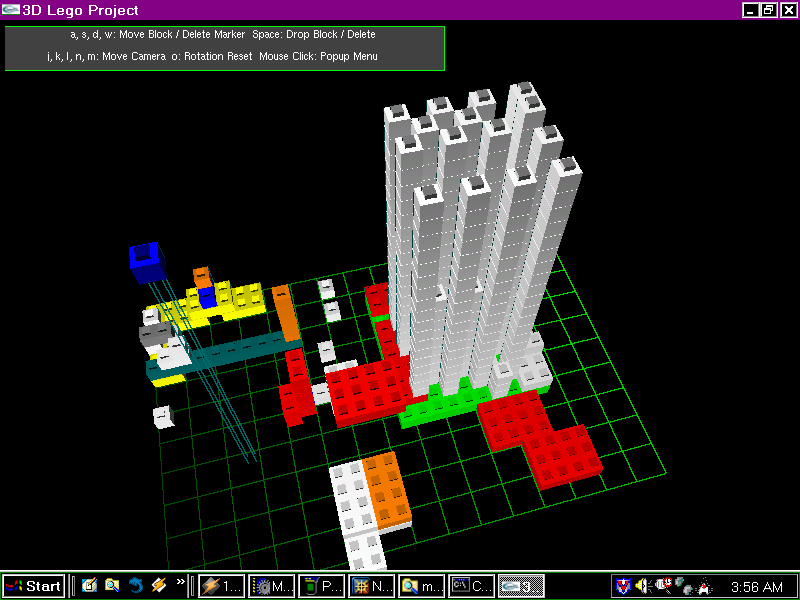 3D Lego Project
a, s, d, w: Move Block / Delete Marker Space: Drop Block / Delete
j, k, l, n, m: Move Camera o: Rotation Reset Mouse Click: Popup Menu
Start » 1... M... P... N... m... C... 3 3:56 AM